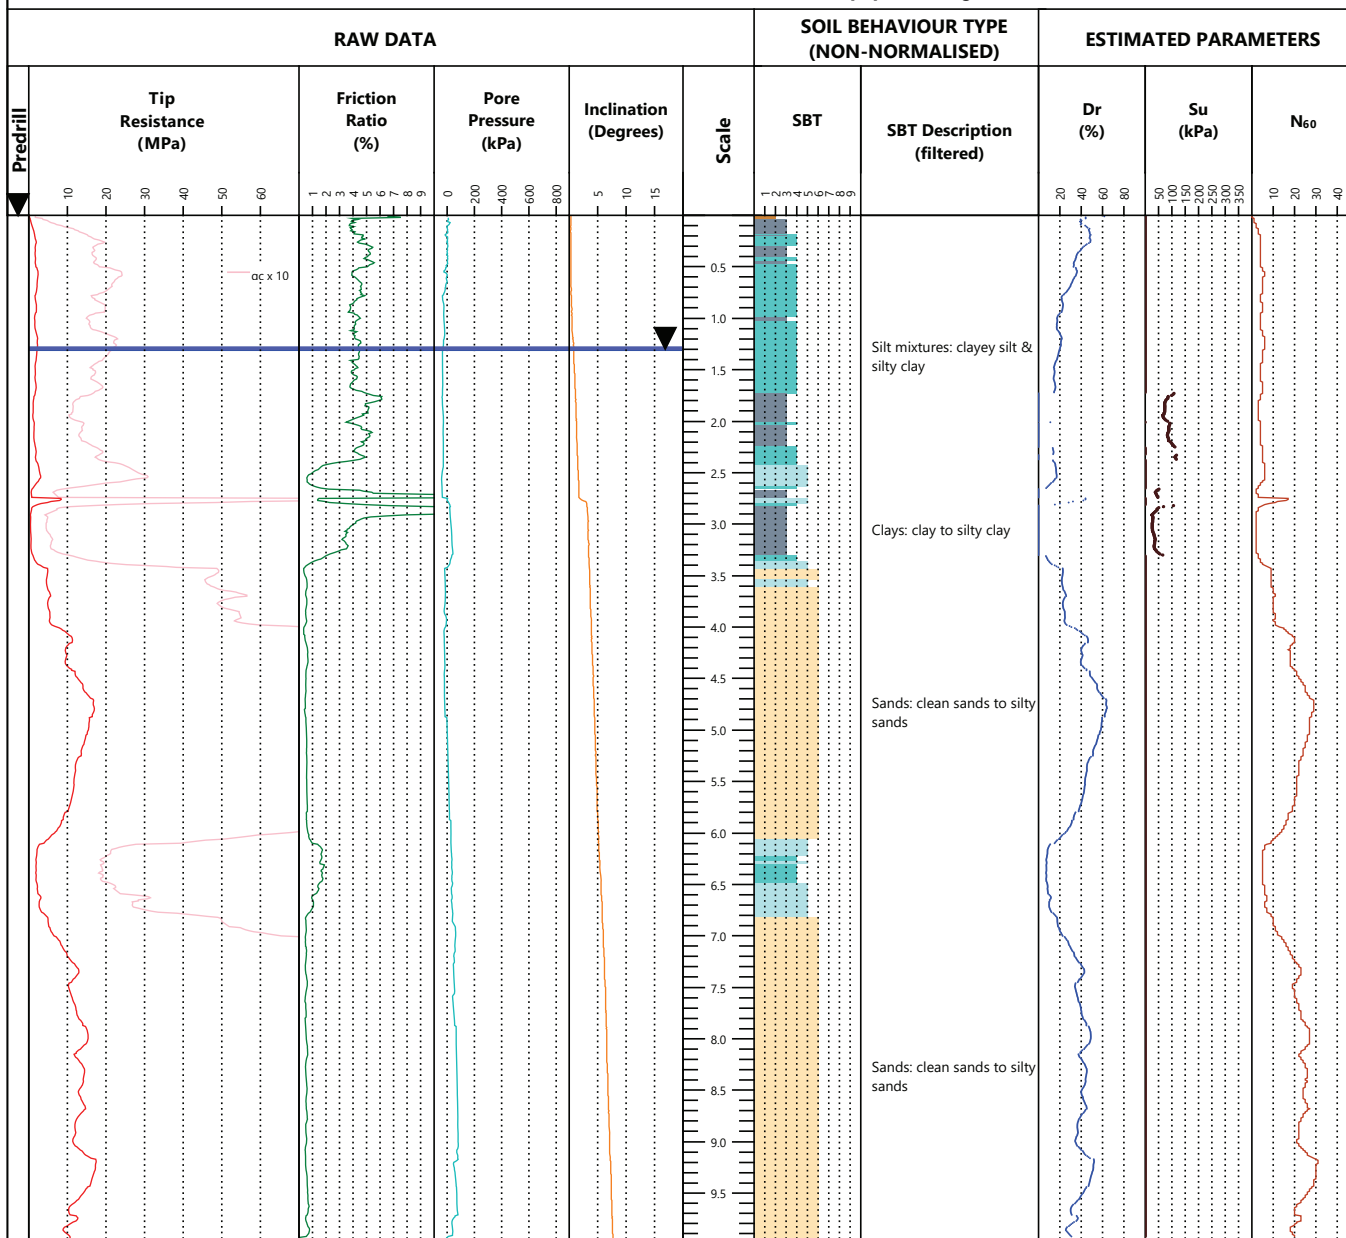 RAW DATA
SOIL BEHAVIOUR TYPE
(NON-NORMALISED)
ESTIMATED PARAMETERS
Predrill
Tip
Resistance
(MPa)
Friction
Ratio
(%)
Pore
Pressure
(kPa)
Inclination
(Degrees)
Scale
SBT
SBT Description
(filtered)
Dr
(%)
Su
(kPa)
N60
10 20 30 40 50 60
1 2 3 4 5 6 7 8 9
0 200 400 600 800
5 10 15
1 2 3 4 5 6 7 8 9
20 40 60 80
50 100 150 200 250 300 350
10 20 30 40
qc x 10
0.5
1.0
1.5
2.0
2.5
3.0
3.5
4.0
4.5
5.0
5.5
6.0
6.5
7.0
7.5
8.0
8.5
9.0
9.5
Silt mixtures: clayey silt &
silty clay
Clays: clay to silty clay
Sands: clean sands to silty
sands
Sands: clean sands to silty
sands